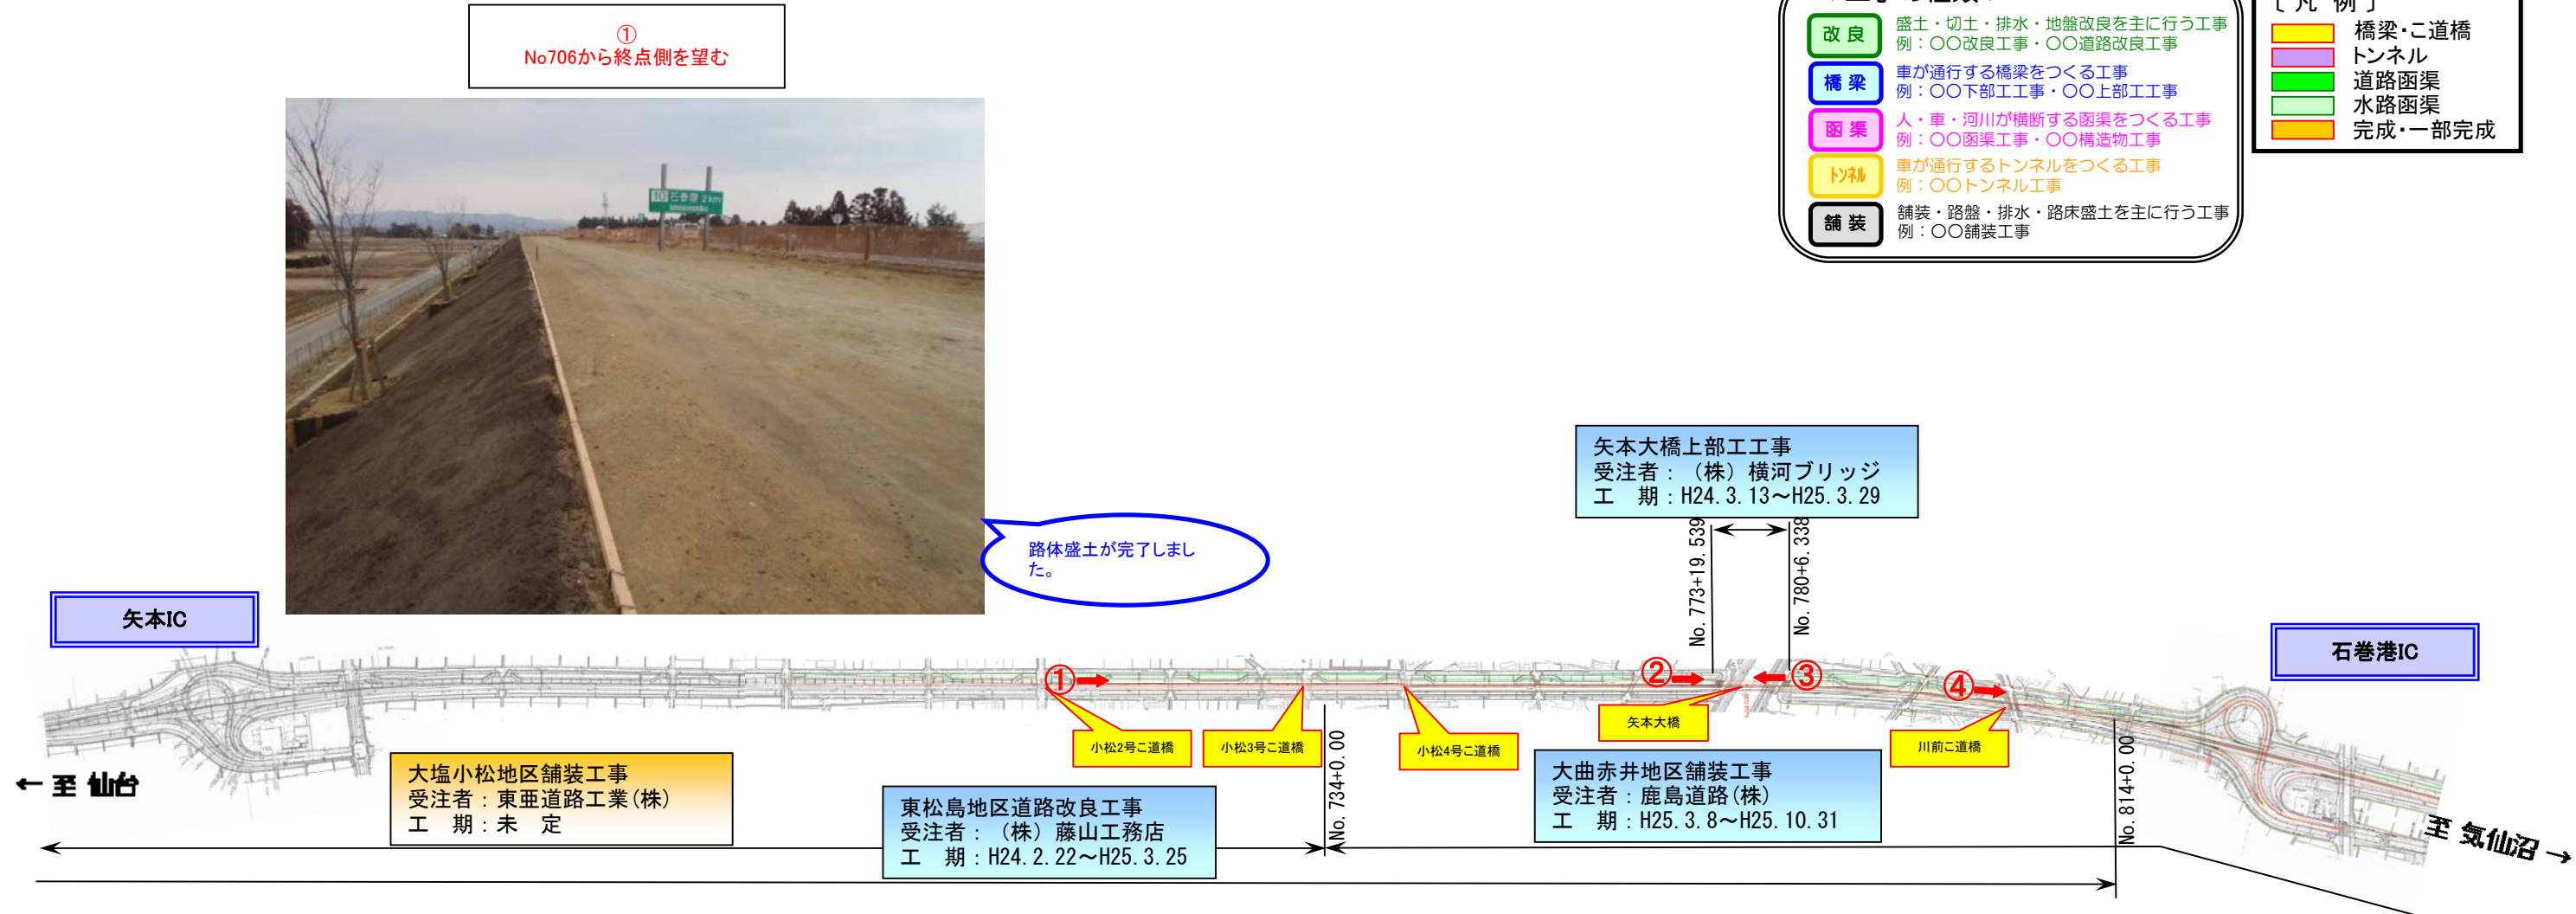 ①
No706から終点側を望む
改 良
盛土・切土・排水・地盤改良を主に行う工事
例：〇〇改良工事・〇〇道路改良工事
橋 梁
車が通行する橋梁をつくる工事
例：〇〇下部工工事・〇〇上部工工事
函 渠
人・車・河川が横断する函渠をつくる工事
例：〇〇函渠工事・〇〇構造物工事
トンネル
車が通行するトンネルをつくる工事
例：〇〇トンネル工事
舗 装
舗装・路盤・排水・路床盛土を主に行う工事
例：〇〇舗装工事
〔 凡 例 〕
橋梁・こ道橋
トンネル
道路函渠
水路函渠
完成・一部完成
10 石巻港 2km
Ishinomakiko
路体盛土が完了しまし
た。
矢本大橋上部工工事
受注者：（株）横河ブリッジ
工　期：H24.3.13～H25.3.29
No.773+19.539
No.780+6.338
矢本IC
石巻港IC
①
②
③
④
小松2号こ道橋
小松3号こ道橋
小松4号こ道橋
矢本大橋
川前こ道橋
← 至 仙台
大塩小松地区舗装工事
受注者：東亜道路工業(株)
工　期：未　定
東松島地区道路改良工事
受注者：（株）藤山工務店
工　期：H24.2.22～H25.3.25
No.734+0.00
大曲赤井地区舗装工事
受注者：鹿島道路(株)
工　期：H25.3.8～H25.10.31
No.814+0.00
至 気仙沼 →